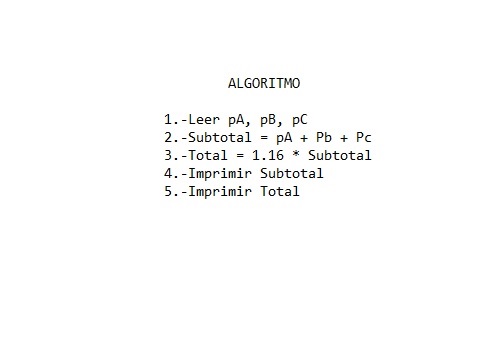 ALGORITMO
1.-Leer pA, pB, pC
2.-Subtotal = pA + Pb + Pc
3.-Total = 1.16 * Subtotal
4.-Imprimir Subtotal
5.-Imprimir Total